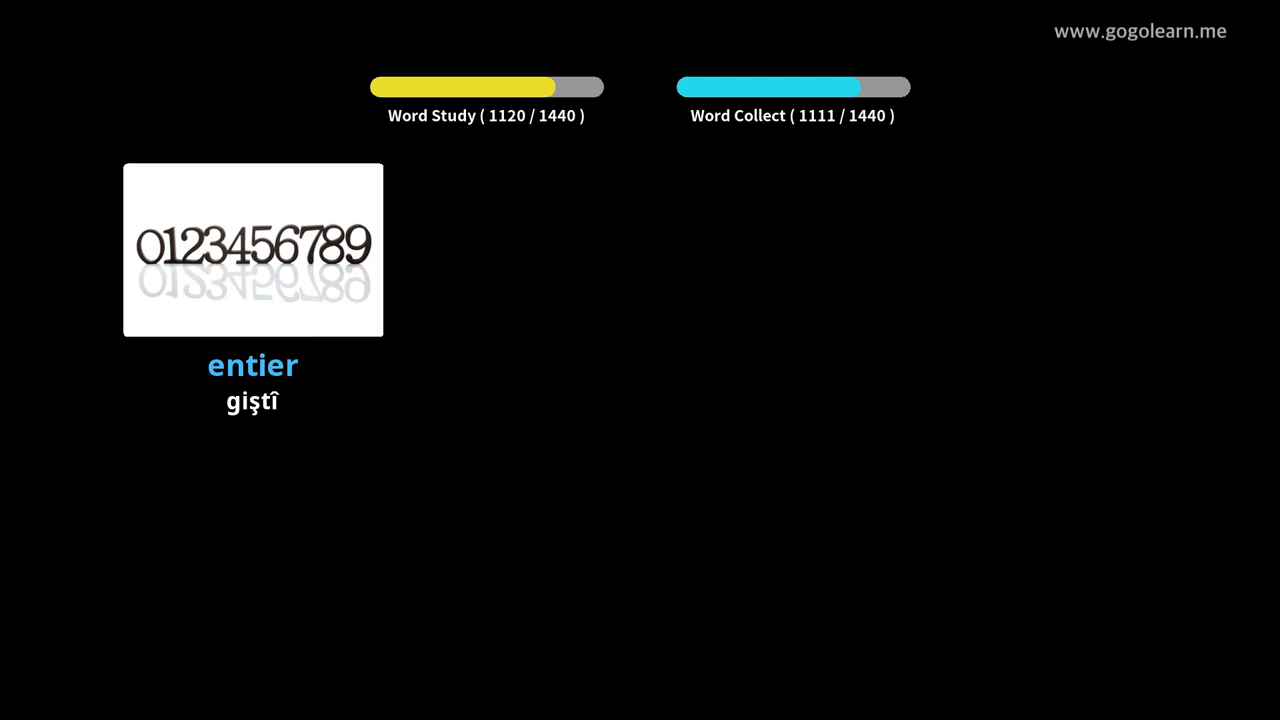 www.gogolearn.me
Word Study ( 1120 / 1440 )
Word Collect ( 1111 / 1440 )
0123456789
entier
giştî